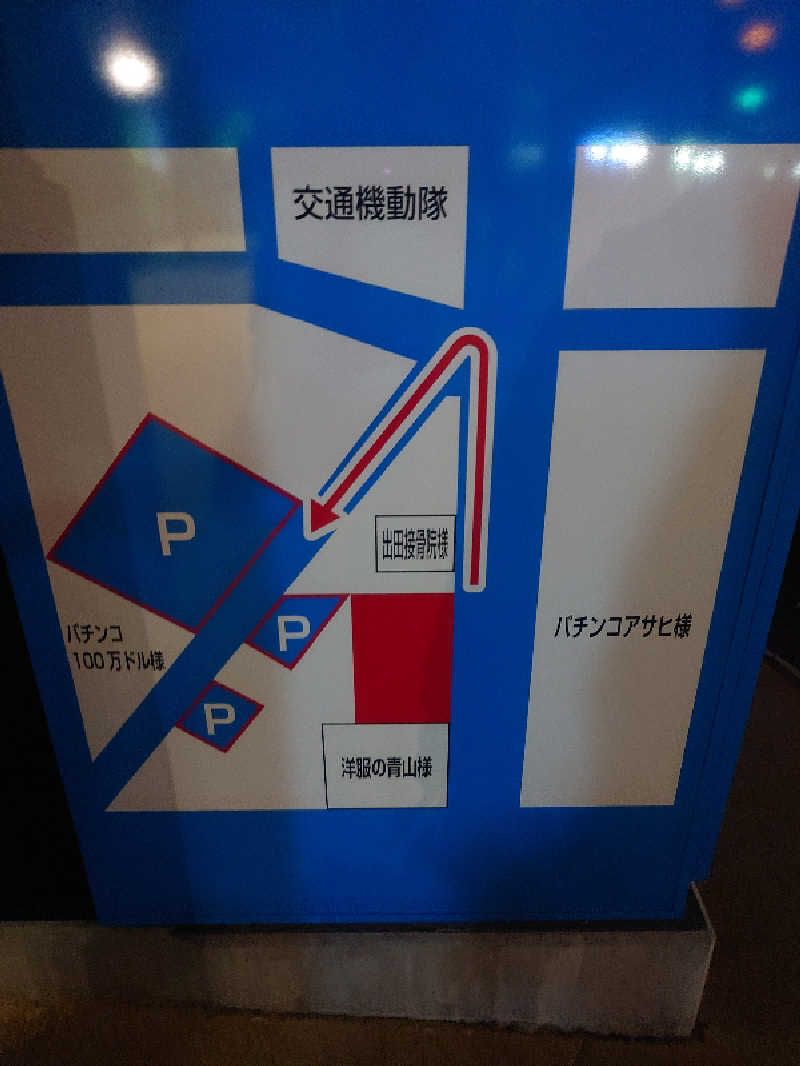 交通機動隊
P
出田接骨院様
パチンコ
100万ドル様
P
パチンコアサヒ様
P
洋服の青山様